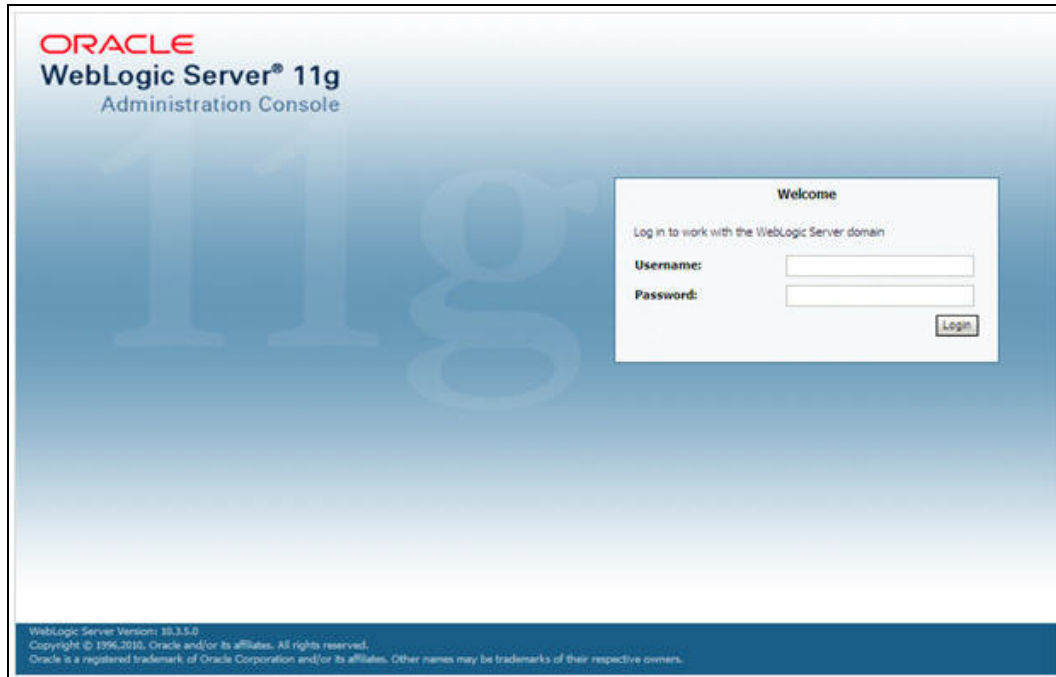 ORACLE
WebLogic Server® 11g
Administration Console
11g
Welcome
Log in to work with the WebLogic Server domain
Username:
Password:
Login
WebLogic Server Version: 10.3.5.0
Copyright © 1996,2010, Oracle and/or its affiliates. All rights reserved.
Oracle is a registered trademark of Oracle Corporation and/or its affiliates. Other names may be trademarks of their respective owners.